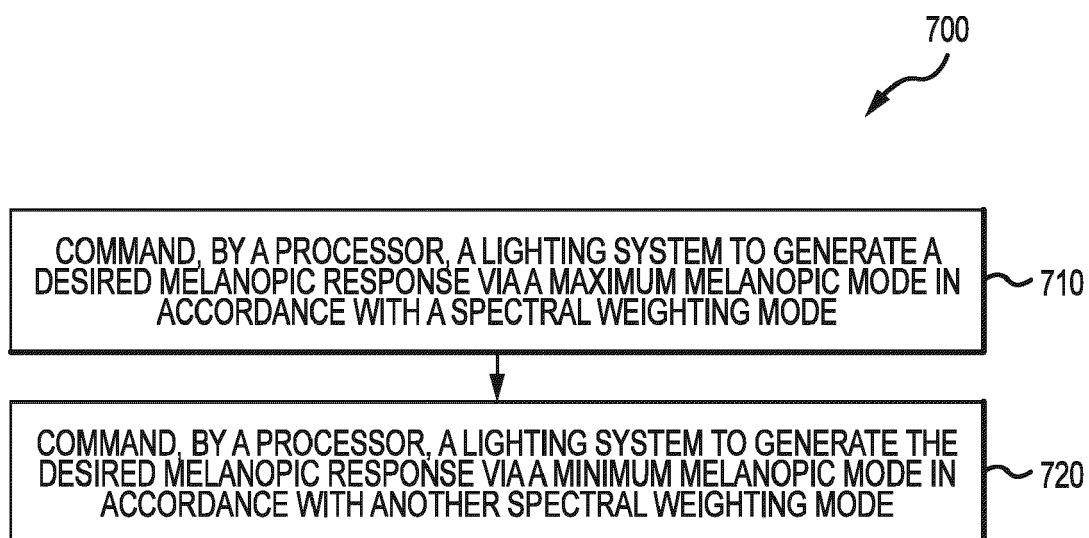 700
COMMAND, BY A PROCESSOR, A LIGHTING SYSTEM TO GENERATE A
DESIRED MELANOPIC RESPONSE VIA A MAXIMUM MELANOPIC MODE IN
ACCORDANCE WITH A SPECTRAL WEIGHTING MODE
710
COMMAND, BY A PROCESSOR, A LIGHTING SYSTEM TO GENERATE THE
DESIRED MELANOPIC RESPONSE VIA A MINIMUM MELANOPIC MODE IN
ACCORDANCE WITH ANOTHER SPECTRAL WEIGHTING MODE
720